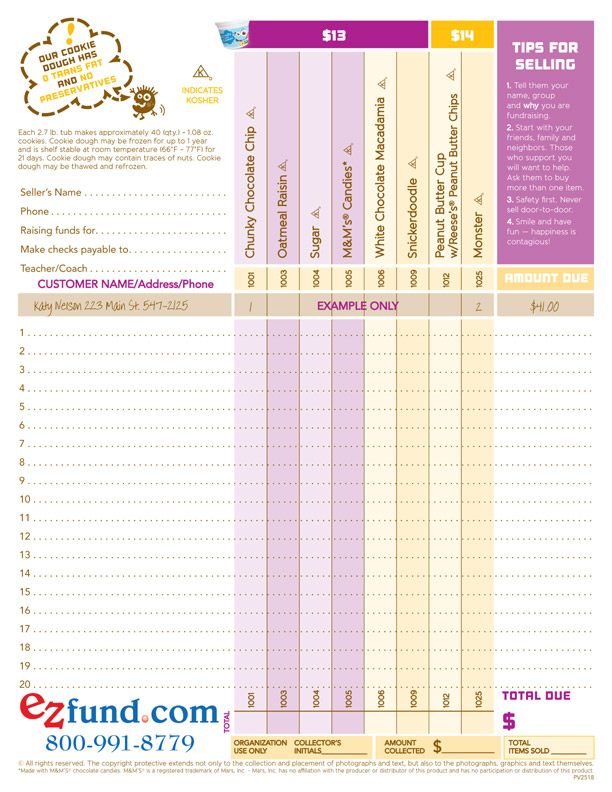 OUR COOKIE
DOUGH HAS
0 TRANS FAT
AND NO
PRESERVATIVES
K
INDICATES
KOSHER
$13
$14
TIPS FOR
SELLING
1. Tell them your
name, group
and why you are
fundraising.
2. Start with your
friends, family and
neighbors. Those
who support you
will want to help.
Ask them to buy
more than one item.
3. Safety first. Never
sell door-to-door.
4. Smile and have
fun — happiness is
contagious!
Each 2.7 lb. tub makes approximately 40 (qty.) - 1.08 oz.
cookies. Cookie dough may be frozen for up to 1 year
and is shelf stable at room temperature (66°F - 77°F) for
21 days. Cookie dough may contain traces of nuts. Cookie
dough may be thawed and refrozen.
Seller's Name
Phone
Raising funds for
Make checks payable to
Teacher/Coach
Chunky Chocolate Chip
Oatmeal Raisin
Sugar
M&M's® Candies*
White Chocolate Macadamia
Snickerdoodle
Peanut Butter Cup
w/Reese's® Peanut Butter Chips
Monster
CUSTOMER NAME/Address/Phone
1001 1003 1004 1005 1006 1009 1012 1025
AMOUNT DUE
Katy Nelson 223 Main St. 547-2125 1 EXAMPLE ONLY 2 $41.00
1
2
3
4
5
6
7
8
9
10
11
12
13
14
15
16
17
18
19
20
ezfund.com
800-991-8779
TOTAL
1001 1003 1004 1005 1006 1009 1012 1025
TOTAL DUE
$
ORGANIZATION
USE ONLY
COLLECTOR'S
INITIALS
AMOUNT
COLLECTED
$
TOTAL
ITEMS SOLD
© All rights reserved. The copyright protective extends not only to the collection and placement of photographs and text, but also to the photographs, graphics and text themselves.
*Made with M&M'S® chocolate candies. M&M'S® is a registered trademark of Mars, Inc. - Mars, Inc. has no affiliation with the producer or distributor of this product and has no participation or distribution of this product.
PV2518